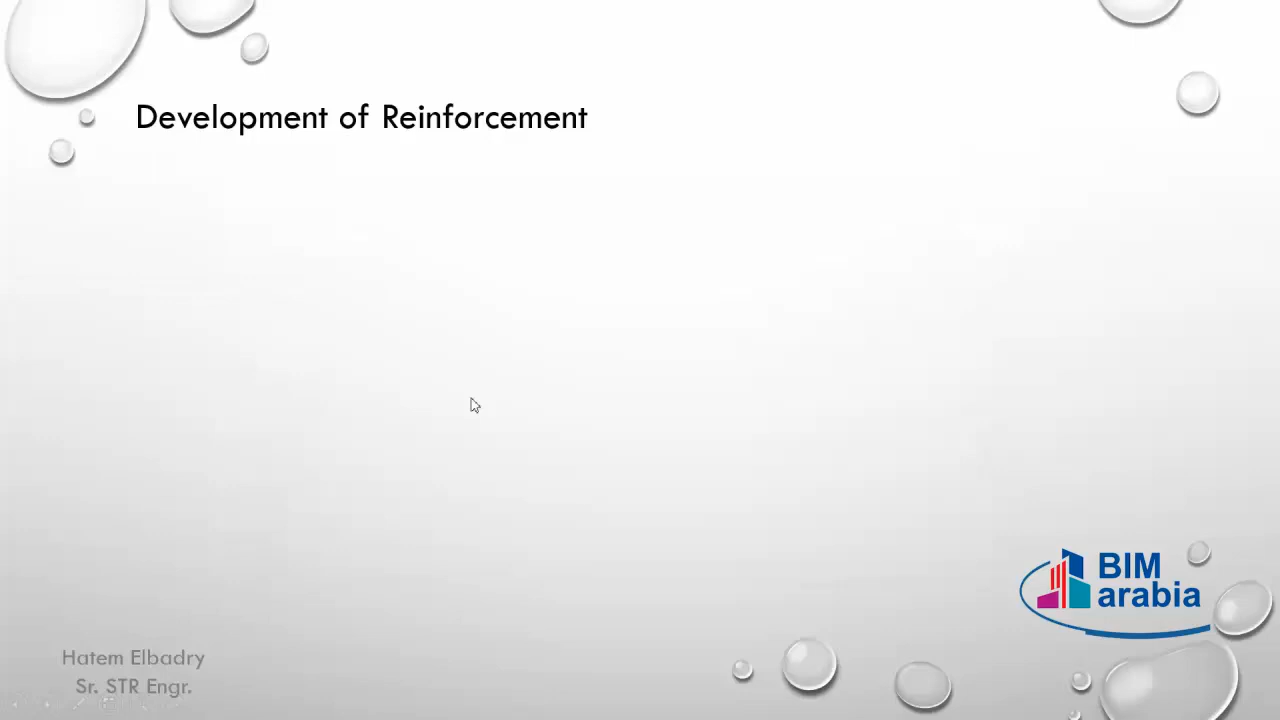 Development of Reinforcement
BIM
arabia
Hatem Elbadry
Sr. STR Engr.